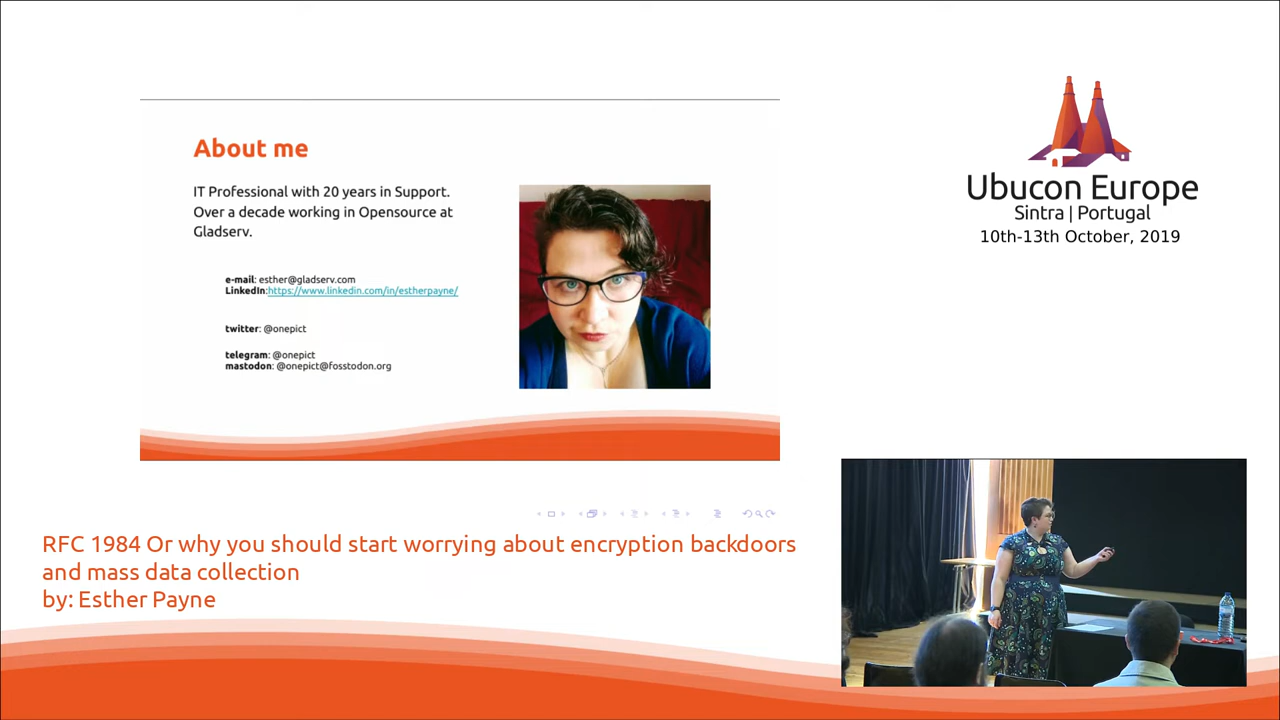 About me
IT Professional with 20 years in Support.
Over a decade working in Opensource at
Gladserv.
e-mail: esther@gladserv.com
LinkedIn:https://www.linkedin.com/in/estherpayne/
twitter: @onepict
telegram: @onepict
mastodon: @onepict@fosstodon.org
Ubucon Europe
Sintra | Portugal
10th-13th October, 2019
RFC 1984 Or why you should start worrying about encryption backdoors
and mass data collection
by: Esther Payne